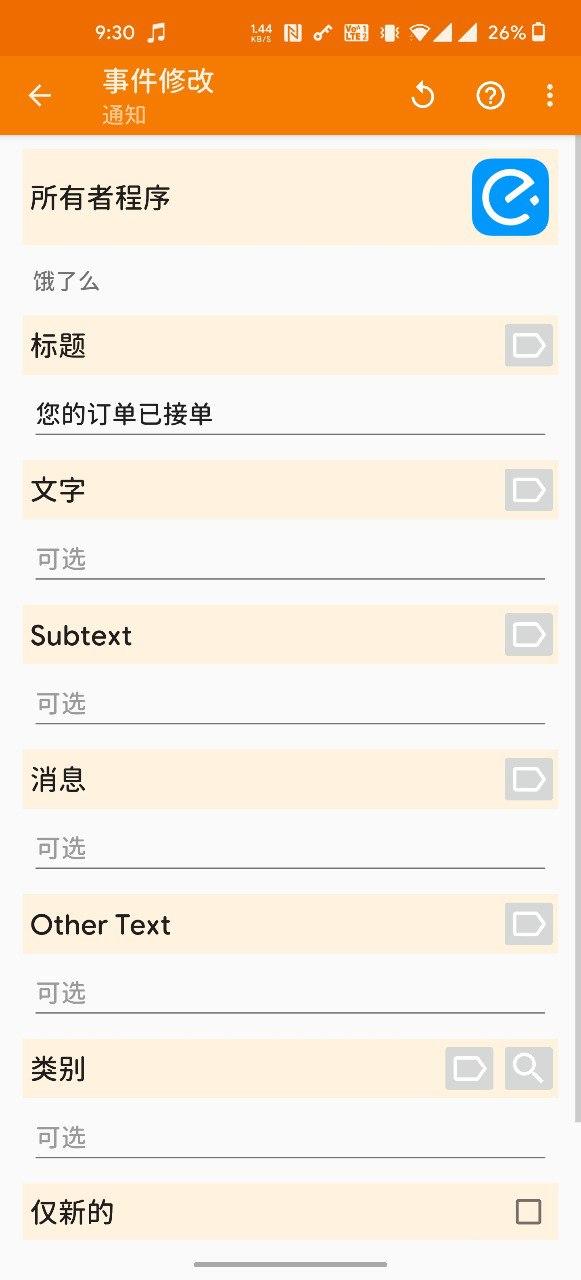 9:30
1.44
KB/S
26%
事件修改
通知
所有者程序
饿了么
标题
您的订单已接单
文字
可选
Subtext
可选
消息
可选
Other Text
可选
类别
可选
仅新的